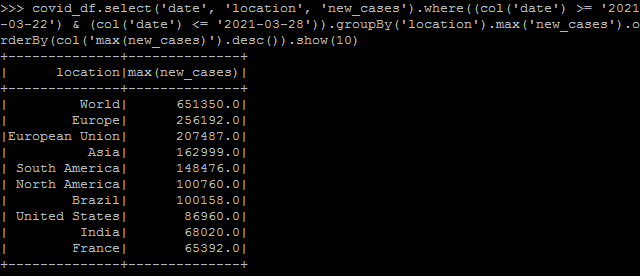 >>> covid_df.select('date', 'location', 'new_cases').where((col('date') >= '2021
-03-22') & (col('date') <= '2021-03-28')).groupBy('location').max('new_cases').o
rderBy(col('max(new_cases)').desc()).show(10)
+--------------+--------------+
|      location|max(new_cases)|
+--------------+--------------+
|         World|      651350.0|
|        Europe|      256192.0|
|European Union|      207487.0|
|          Asia|      162999.0|
| South America|      148476.0|
| North America|      100760.0|
|        Brazil|      100158.0|
| United States|       86960.0|
|         India|       68020.0|
|        France|       65392.0|
+--------------+--------------+